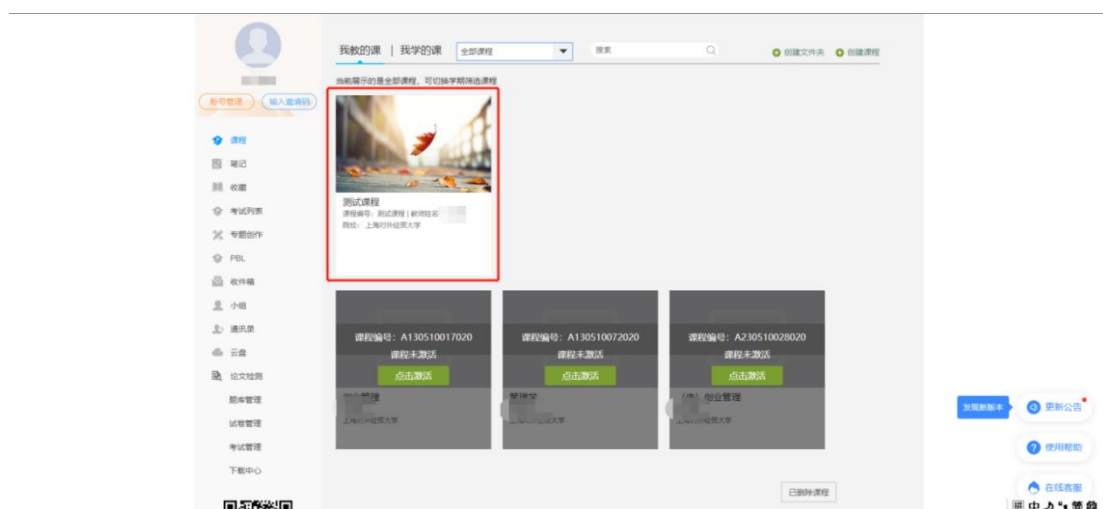 我教的课 | 我学的课 全部课程 搜索 创建文件夹 创建课程
当前展示的是全部课程，可切换学期筛选课程
账号管理 输入邀请码
课程
笔记
收藏
考试列表
专题创作
PBL
收件箱
小组
通讯录
云盘
论文检测
题库管理
试卷管理
考试管理
下载中心
测试课程
课程编号：测试课程 | 教师姓名
院校： 上海对外经贸大学
课程编号：A130510017020
课程未激活
点击激活
创业管理
上海对外经贸大学
课程编号：A130510072020
课程未激活
点击激活
管理学
上海对外经贸大学
课程编号：A230510028020
课程未激活
点击激活
创业管理
上海对外经贸大学
已删除课程
发现新版本 更新公告
使用帮助
在线客服
拼 中 简